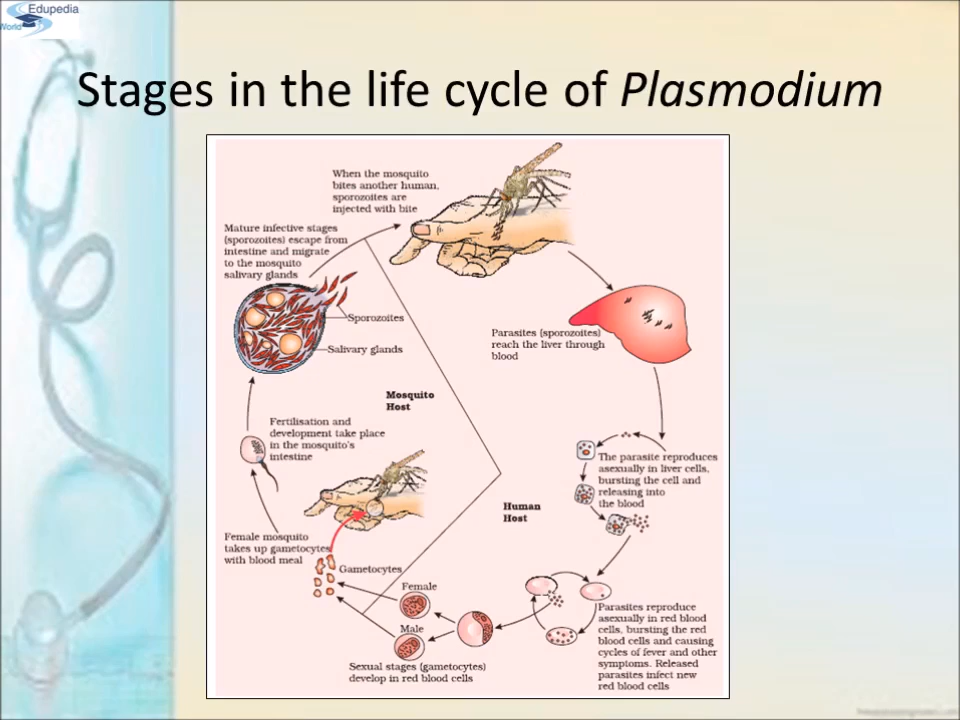 Edupedia
World
Stages in the life cycle of Plasmodium
When the mosquito
bites another human,
sporozoites are
injected with bite
Mature infective stages
(sporozoites) escape from
intestine and migrate
to the mosquito
salivary glands
Sporozoites
Salivary glands
Parasites (sporozoites)
reach the liver through
blood
Mosquito
Host
Fertilisation and
development take place
in the mosquito's
intestine
The parasite reproduces
asexually in liver cells,
bursting the cell and
releasing into
the blood
Human
Host
Female mosquito
takes up gametocytes
with blood meal
Gametocytes
Female
Male
Sexual stages (gametocytes)
develop in red blood cells
Parasites reproduce
asexually in red blood
cells, bursting the red
blood cells and causing
cycles of fever and other
symptoms. Released
parasites infect new
red blood cells